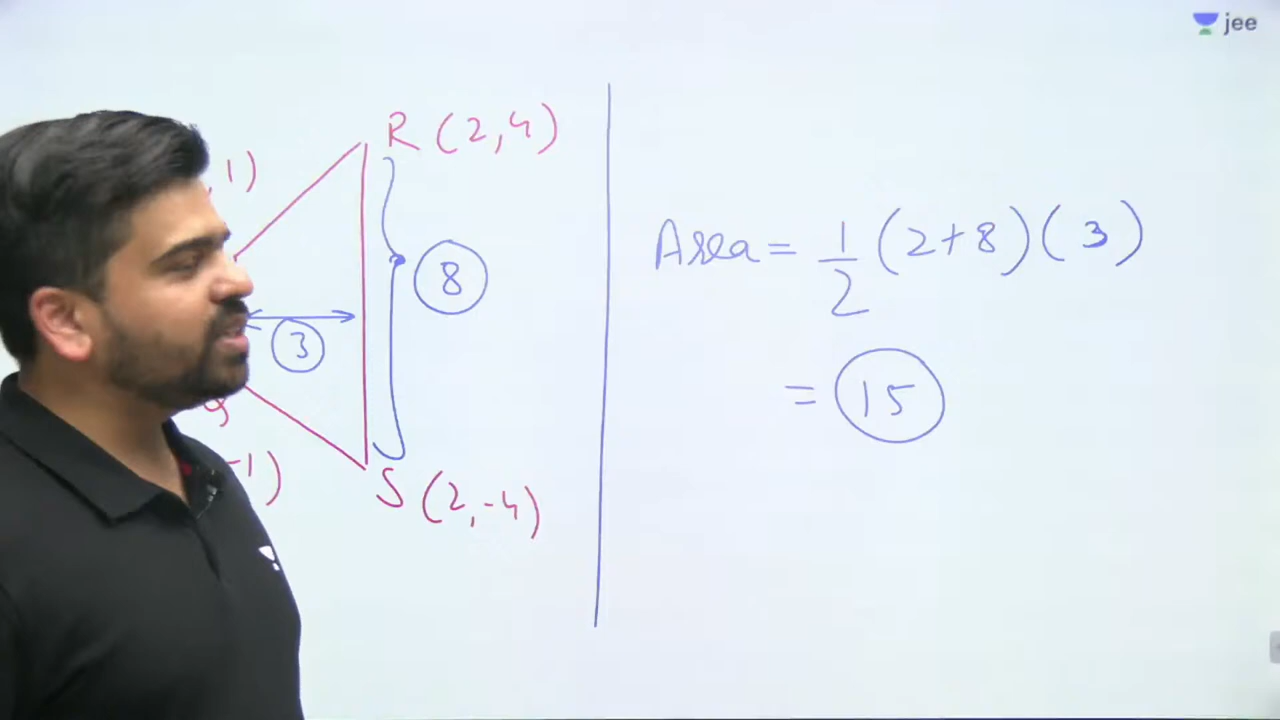 jee
R (2,4)
, 1)
Area = 1/2 (2+8)(3)
8
3
= 15
-1)
S (2,-4)